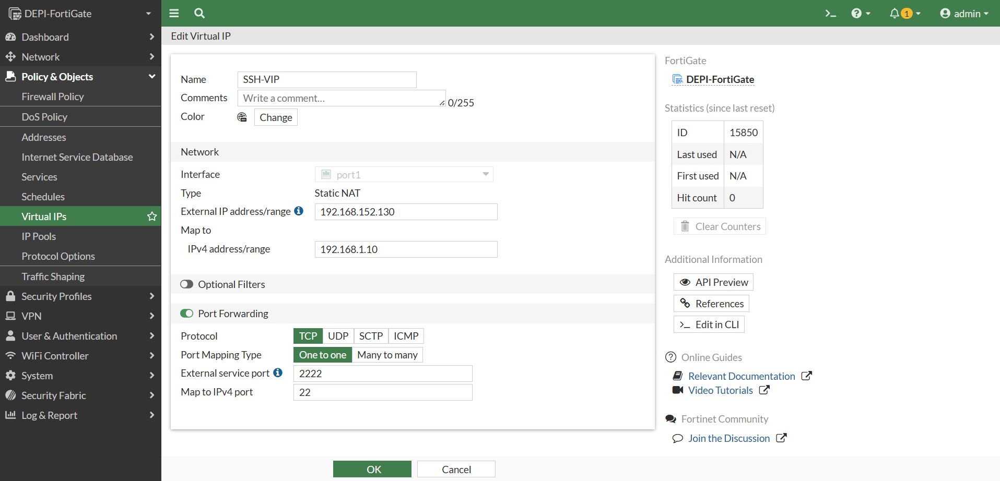 DEPI-FortiGate
1
admin
Dashboard
Network
Policy & Objects
Firewall Policy
DoS Policy
Addresses
Internet Service Database
Services
Schedules
Virtual IPs
IP Pools
Protocol Options
Traffic Shaping
Security Profiles
VPN
User & Authentication
WiFi Controller
System
Security Fabric
Log & Report
Edit Virtual IP
Name SSH-VIP
Comments Write a comment... 0/255
Color Change
Network
Interface port1
Type Static NAT
External IP address/range 192.168.152.130
Map to
IPv4 address/range 192.168.1.10
Optional Filters
Port Forwarding
Protocol TCP UDP SCTP ICMP
Port Mapping Type One to one Many to many
External service port 2222
Map to IPv4 port 22
OK Cancel
FortiGate
DEPI-FortiGate
Statistics (since last reset)
ID 15850
Last used N/A
First used N/A
Hit count 0
Clear Counters
Additional Information
API Preview
References
Edit in CLI
Online Guides
Relevant Documentation
Video Tutorials
Fortinet Community
Join the Discussion